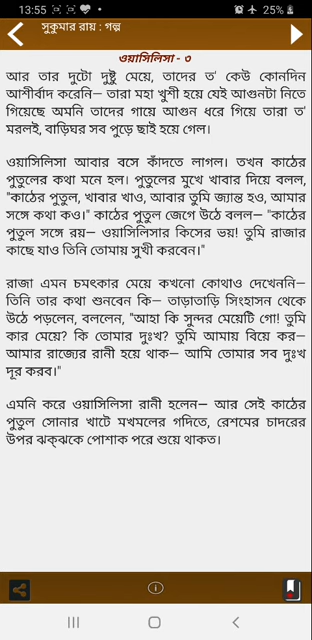 13:55
25%
সুকুমার রায় : গল্প
ওয়াসিলিসা - ৩
আর তার দুটো দুষ্টু মেয়ে, তাদের ত' কেউ কোনদিন
আশীর্বাদ করেনি— তারা মহা খুশী হয়ে যেই আগুনটা নিতে
গিয়েছে অমনি তাদের গায়ে আগুন ধরে গিয়ে তারা ত'
মরলই, বাড়িঘর সব পুড়ে ছাই হয়ে গেল।
ওয়াসিলিসা আবার বসে কাঁদতে লাগল। তখন কাঠের
পুতুলের কথা মনে হল। পুতুলের মুখে খাবার দিয়ে বলল,
"কাঠের পুতুল, খাবার খাও, আবার তুমি জ্যান্ত হও, আমার
সঙ্গে কথা কও।" কাঠের পুতুল জেগে উঠে বলল— "কাঠের
পুতুল সঙ্গে রয়— ওয়াসিলিসার কিসের ভয়! তুমি রাজার
কাছে যাও তিনি তোমায় সুখী করবেন।"
রাজা এমন চমৎকার মেয়ে কখনো কোথাও দেখেননি—
তিনি তার কথা শুনবেন কি— তাড়াতাড়ি সিংহাসন থেকে
উঠে পড়লেন, বললেন, "আহা কি সুন্দর মেয়েটি গো! তুমি
কার মেয়ে? কি তোমার দুঃখ? তুমি আমায় বিয়ে কর—
আমার রাজ্যের রানী হয়ে থাক— আমি তোমার সব দুঃখ
দূর করব।"
এমনি করে ওয়াসিলিসা রানী হলেন— আর সেই কাঠের
পুতুল সোনার খাটে মখমলের গদিতে, রেশমের চাদরের
উপর ঝক্‌ঝকে পোশাক পরে শুয়ে থাকত।